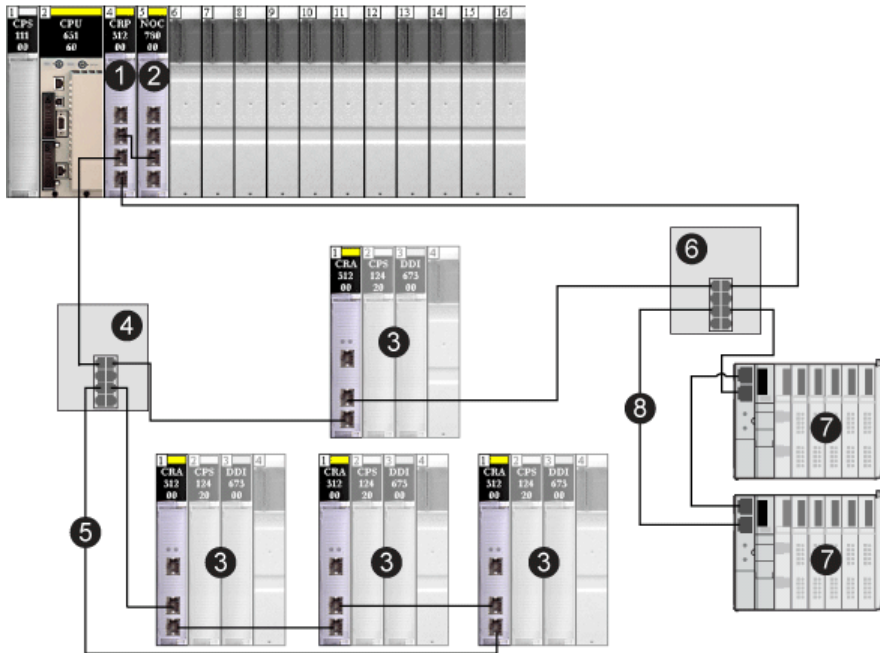 1 2 4 5 6 7 8 9 10 11 12 13 14 15 16
CPS 111 00
CPU 651 60
CRP 312 00
NOC 780 00
1
2
6
1 2 3 4
CRA 312 00
CPS 124 20
DDI 673 00
3
4
8
7
7
1 2 3 4
CRA 312 00
CPS 124 20
DDI 673 00
3
1 2 3 4
CRA 312 00
CPS 124 20
DDI 673 00
3
1 2 3 4
CRA 312 00
CPS 124 20
DDI 673 00
3
5